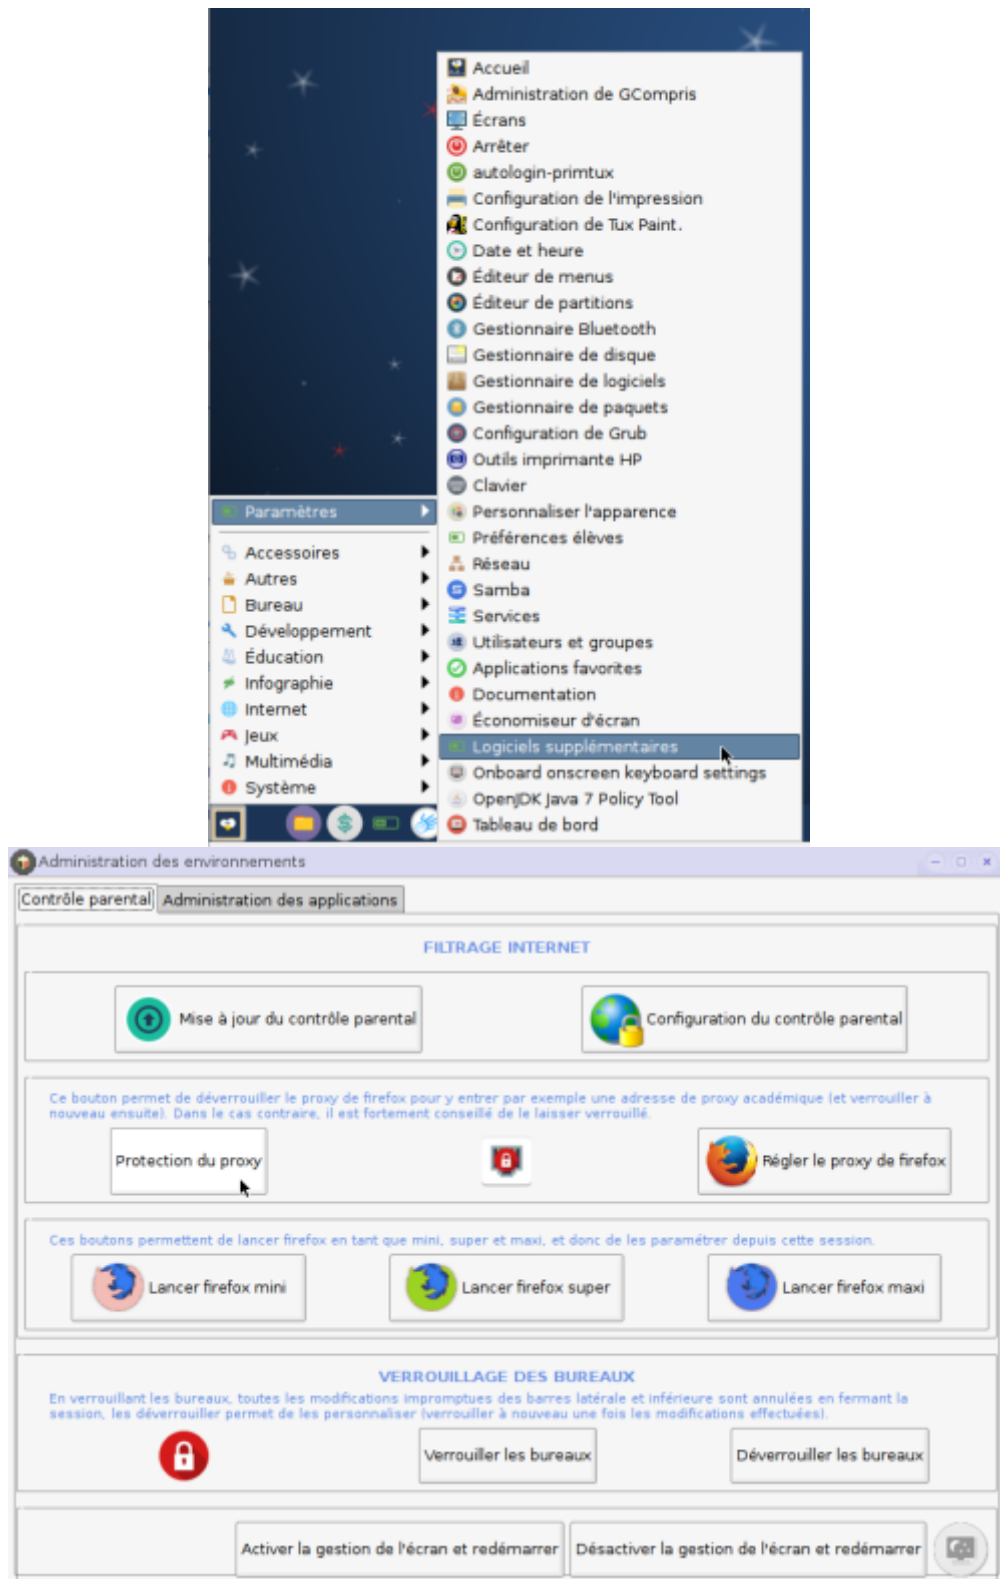 Accueil
Administration de GCompris
Écrans
Arrêter
autologin-primtux
Configuration de l'impression
Configuration de Tux Paint.
Date et heure
Éditeur de menus
Éditeur de partitions
Gestionnaire Bluetooth
Gestionnaire de disque
Gestionnaire de logiciels
Gestionnaire de paquets
Configuration de Grub
Outils imprimante HP
Clavier
Personnaliser l'apparence
Préférences élèves
Réseau
Samba
Services
Utilisateurs et groupes
Applications favorites
Documentation
Économiseur d'écran
Logiciels supplémentaires
Onboard onscreen keyboard settings
OpenJDK Java 7 Policy Tool
Tableau de bord
Paramètres
Accessoires
Autres
Bureau
Développement
Éducation
Infographie
Internet
Jeux
Multimédia
Système
Administration des environnements
Contrôle parental
Administration des applications
FILTRAGE INTERNET
Mise à jour du contrôle parental
Configuration du contrôle parental
Ce bouton permet de déverrouiller le proxy de firefox pour y entrer par exemple une adresse de proxy académique (et verrouiller à
nouveau ensuite). Dans le cas contraire, il est fortement conseillé de le laisser verrouillé.
Protection du proxy
Régler le proxy de firefox
Ces boutons permettent de lancer firefox en tant que mini, super et maxi, et donc de les paramétrer depuis cette session.
Lancer firefox mini
Lancer firefox super
Lancer firefox maxi
VERROUILLAGE DES BUREAUX
En verrouillant les bureaux, toutes les modifications impromptues des barres latérale et inférieure sont annulées en fermant la
session, les déverrouiller permet de les personnaliser (verrouiller à nouveau une fois les modifications effectuées).
Verrouiller les bureaux
Déverrouiller les bureaux
Activer la gestion de l'écran et redémarrer
Désactiver la gestion de l'écran et redémarrer